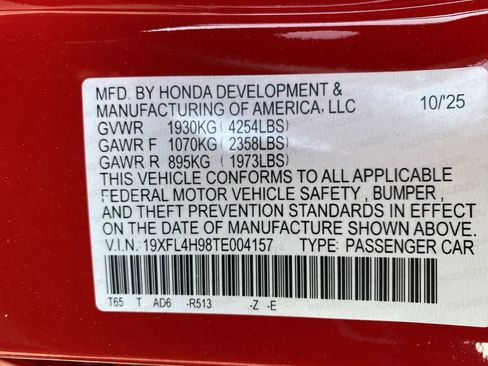 MFD. BY HONDA DEVELOPMENT &
MANUFACTURING OF AMERICA, LLC 10/'25
GVWR 1930KG(4254LBS)
GAWR F 1070KG(2358LBS)
GAWR R 895KG(1973LBS)
THIS VEHICLE CONFORMS TO ALL APPLICABLE
FEDERAL MOTOR VEHICLE SAFETY , BUMPER ,
AND THEFT PREVENTION STANDARDS IN EFFECT
ON THE DATE OF MANUFACTURE SHOWN ABOVE.
V.I.N. 19XFL4H98TE004157 TYPE: PASSENGER CAR
T65 T AD6 -R513 -Z -E